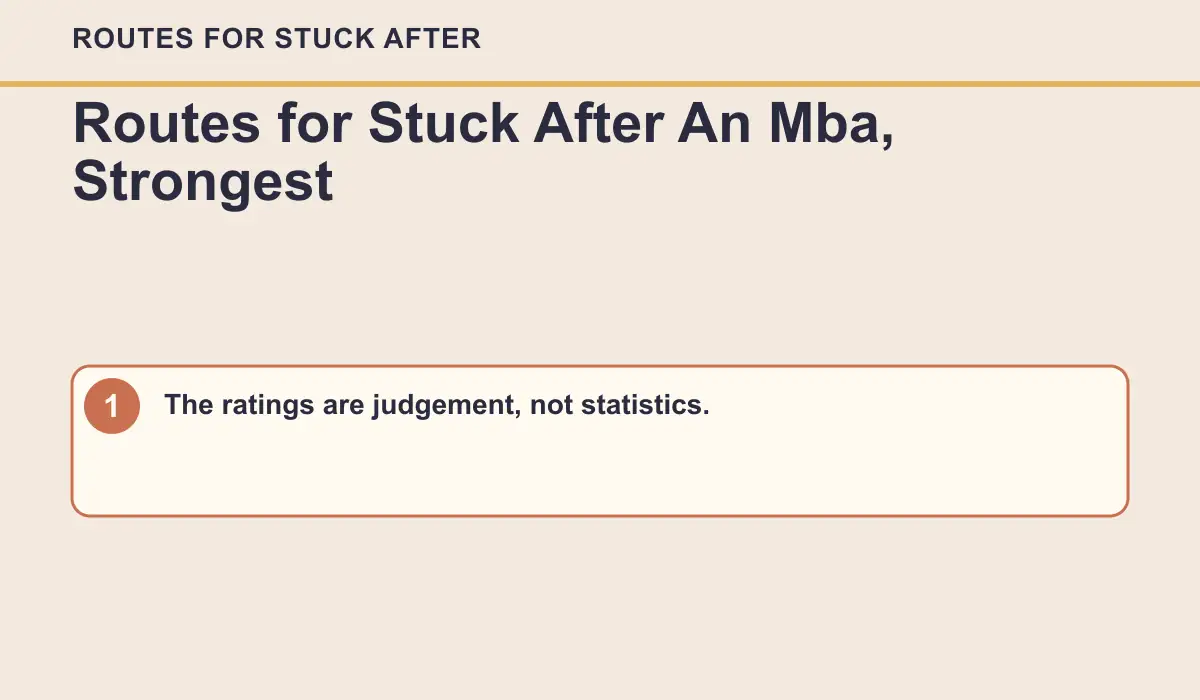 ROUTES FOR STUCK AFTER
Routes for Stuck After An Mba,
Strongest
1 The ratings are judgement, not statistics.